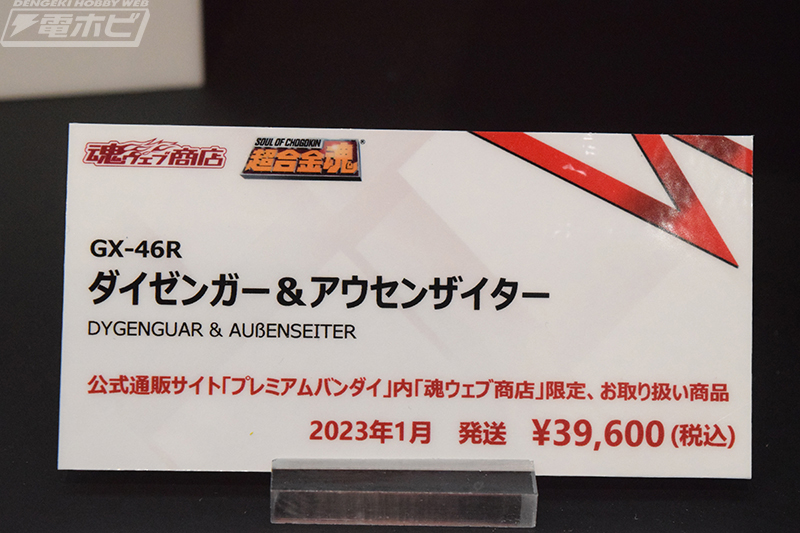 DENGEKI HOBBY WEB
電ホビ
魂ウェブ商店
SOUL OF CHOGOKIN
超合金魂
GX-46R
ダイゼンガー＆アウセンザイター
DYGENGUAR & AUßENSEITER
公式通販サイト「プレミアムバンダイ」内「魂ウェブ商店」限定、お取り扱い商品
2023年1月 発送 ¥39,600 (税込)